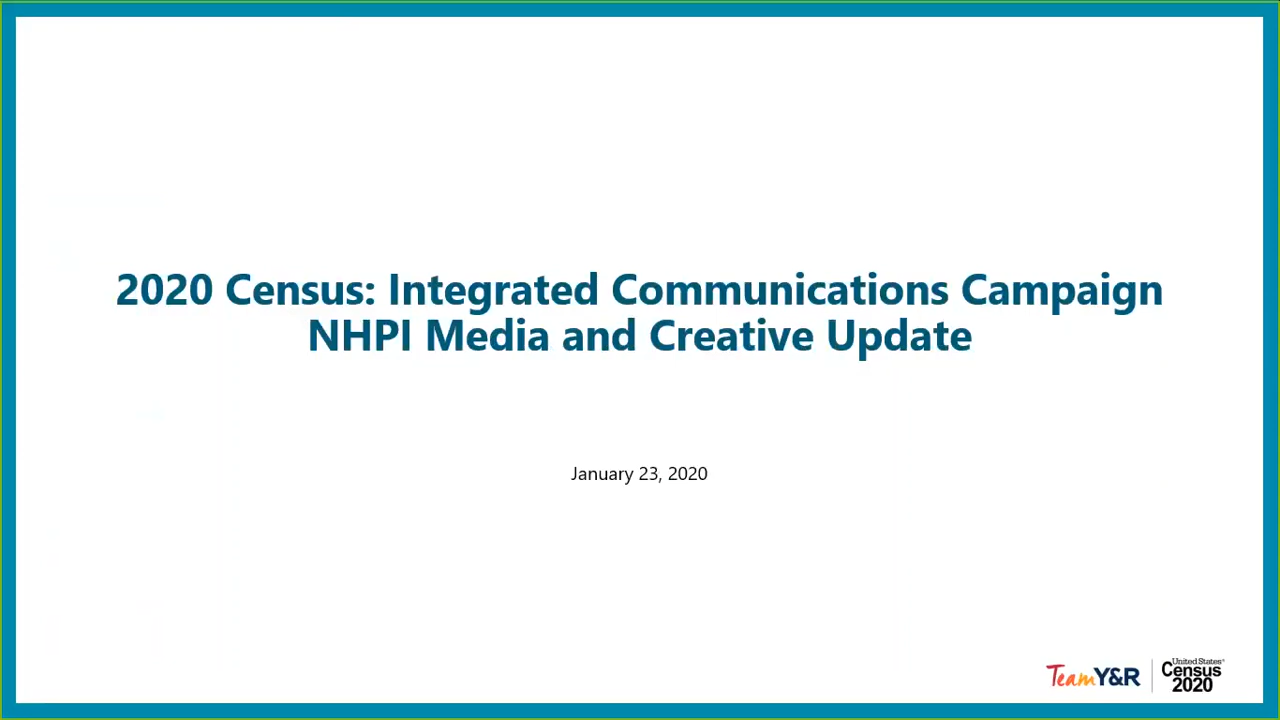 2020 Census: Integrated Communications Campaign
NHPI Media and Creative Update
January 23, 2020
TeamY&R
United States®
Census
2020